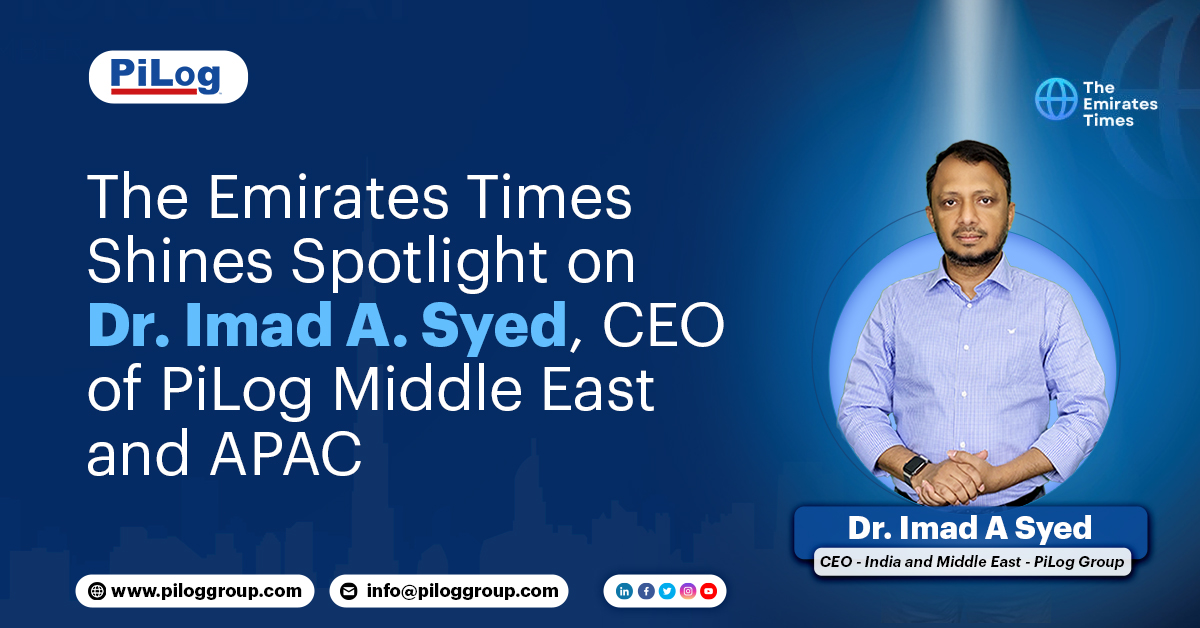 PiLog
The
Emirates
Times
The Emirates Times
Shines Spotlight on
Dr. Imad A. Syed, CEO
of PiLog Middle East
and APAC
Dr. Imad A Syed
CEO - India and Middle East - PiLog Group
www.piloggroup.com
info@piloggroup.com